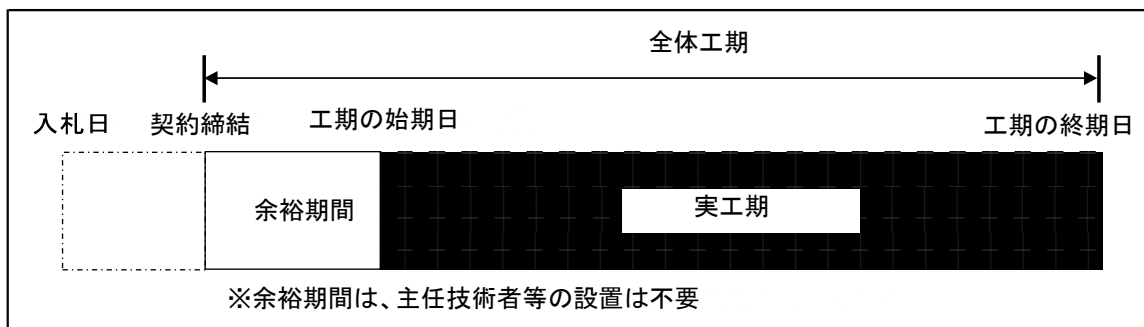 全体工期
入札日 契約締結 工期の始期日 工期の終期日
余裕期間 実工期
※余裕期間は、主任技術者等の設置は不要